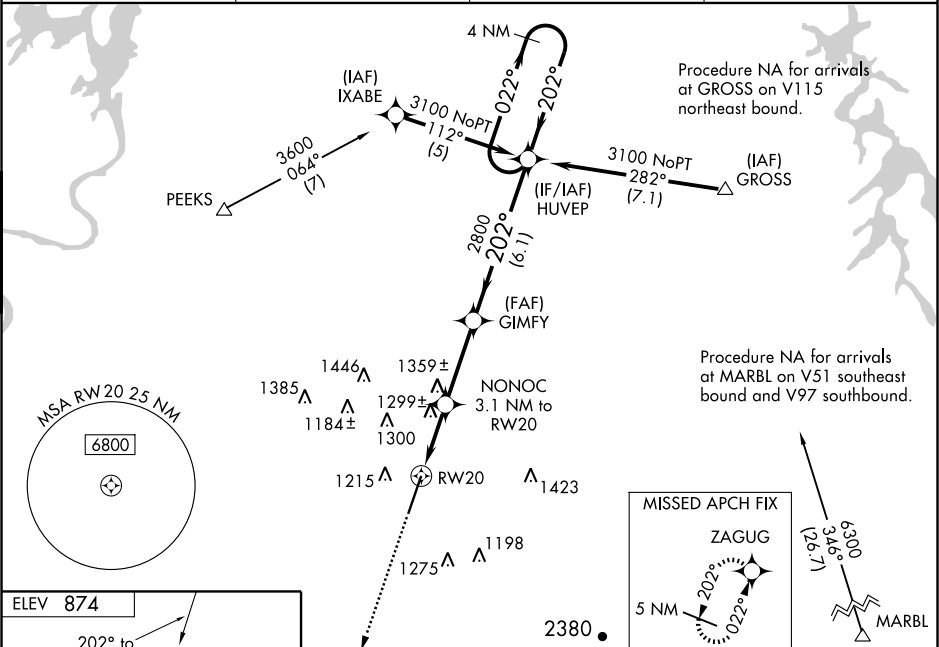 4 NM
022°
202°
Procedure NA for arrivals
at GROSS on V115
northeast bound.
(IAF)
IXABE
3100 NoPT
112°
(5)
3600
064°
(7)
PEEKS
3100 NoPT
282°
(7.1)
(IAF)
GROSS
(IF/IAF)
HUVEP
2800
202°
(6.1)
(FAF)
GIMFY
Procedure NA for arrivals
at MARBL on V51 southeast
bound and V97 southbound.
1446
1359±
1385
1184±
1299±
1300
NONOC
3.1 NM to
RW20
MSA RW20 25 NM
6800
1215
RW20
1423
1275
1198
MISSED APCH FIX
ZAGUG
202°
022°
5 NM
6300
346°
(26.7)
MARBL
2380
ELEV 874
202° to